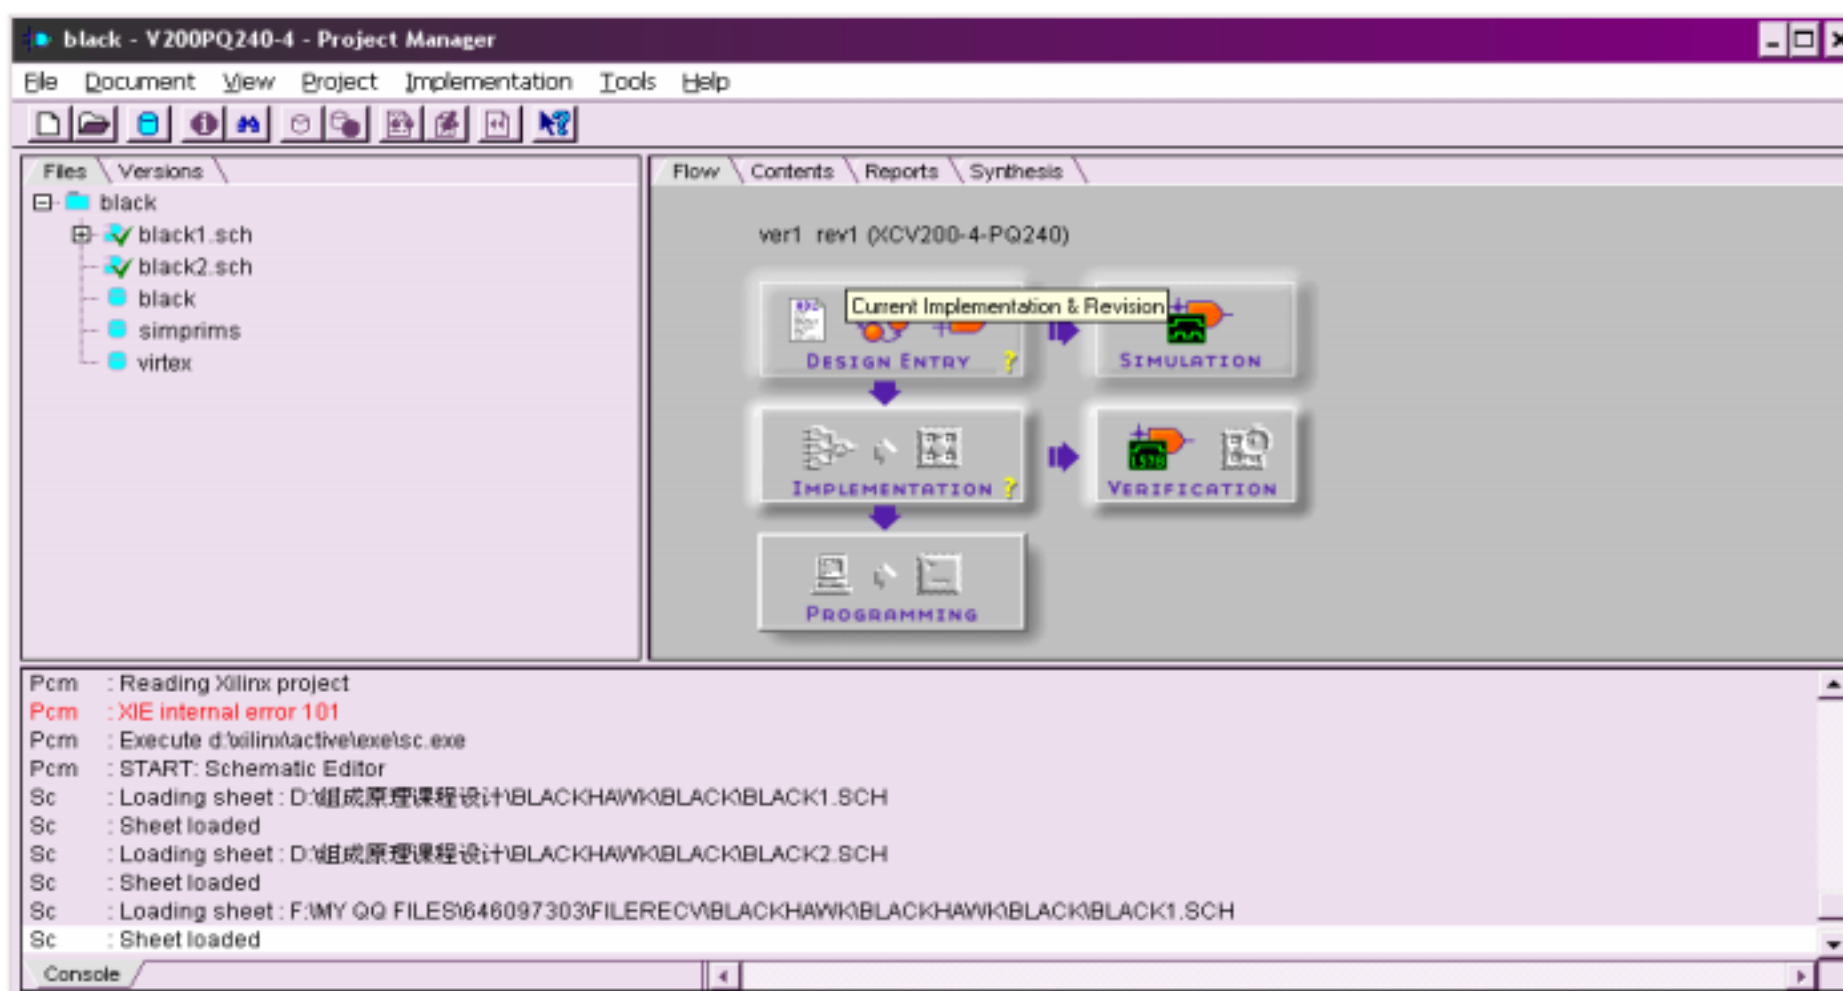 black - V200PQ240-4 - Project Manager
File Document View Project Implementation Tools Help
Files Versions
black
black1.sch
black2.sch
black
simprims
virtex
Flow Contents Reports Synthesis
ver1 rev1 (XCV200-4-PQ240)
Current Implementation & Revision
DESIGN ENTRY ?
SIMULATION
IMPLEMENTATION ?
VERIFICATION
PROGRAMMING
Pcm : Reading Xilinx project
Pcm : XIE internal error 101
Pcm : Execute d:\xilinx\active\exe\sc.exe
Pcm : START: Schematic Editor
Sc : Loading sheet : D:\组成原理课程设计\BLACKHAWK\BLACK\BLACK1.SCH
Sc : Sheet loaded
Sc : Loading sheet : D:\组成原理课程设计\BLACKHAWK\BLACK\BLACK2.SCH
Sc : Sheet loaded
Sc : Loading sheet : F:\MY QQ FILES\646097303\FILERECV\BLACKHAWK\BLACKHAWK\BLACK\BLACK1.SCH
Sc : Sheet loaded
Console